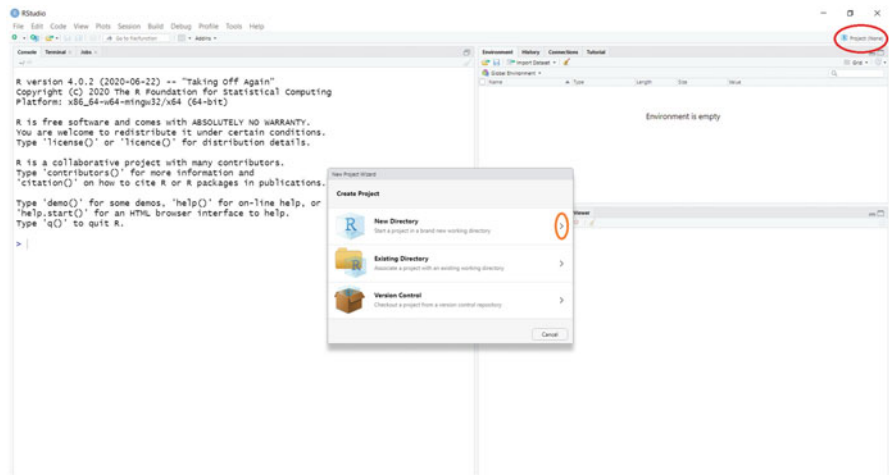 RStudio
File Edit Code View Plots Session Build Debug Profile Tools Help
Go to file/function Addins
Project: (None)
Console Terminal Jobs
R version 4.0.2 (2020-06-22) -- "Taking Off Again"
Copyright (C) 2020 The R Foundation for Statistical Computing
Platform: x86_64-w64-mingw32/x64 (64-bit)
R is free software and comes with ABSOLUTELY NO WARRANTY.
You are welcome to redistribute it under certain conditions.
Type 'license()' or 'licence()' for distribution details.
R is a collaborative project with many contributors.
Type 'contributors()' for more information and
'citation()' on how to cite R or R packages in publications.
Type 'demo()' for some demos, 'help()' for on-line help, or
'help.start()' for an HTML browser interface to help.
Type 'q()' to quit R.
>
Environment History Connections Tutorial
Import Dataset
Grid
Global Environment
Name Type Length Size Value
Environment is empty
Viewer
New Project Wizard
Create Project
R
New Directory
Start a project in a brand new working directory
R
Existing Directory
Associate a project with an existing working directory
Version Control
Checkout a project from a version control repository
Cancel